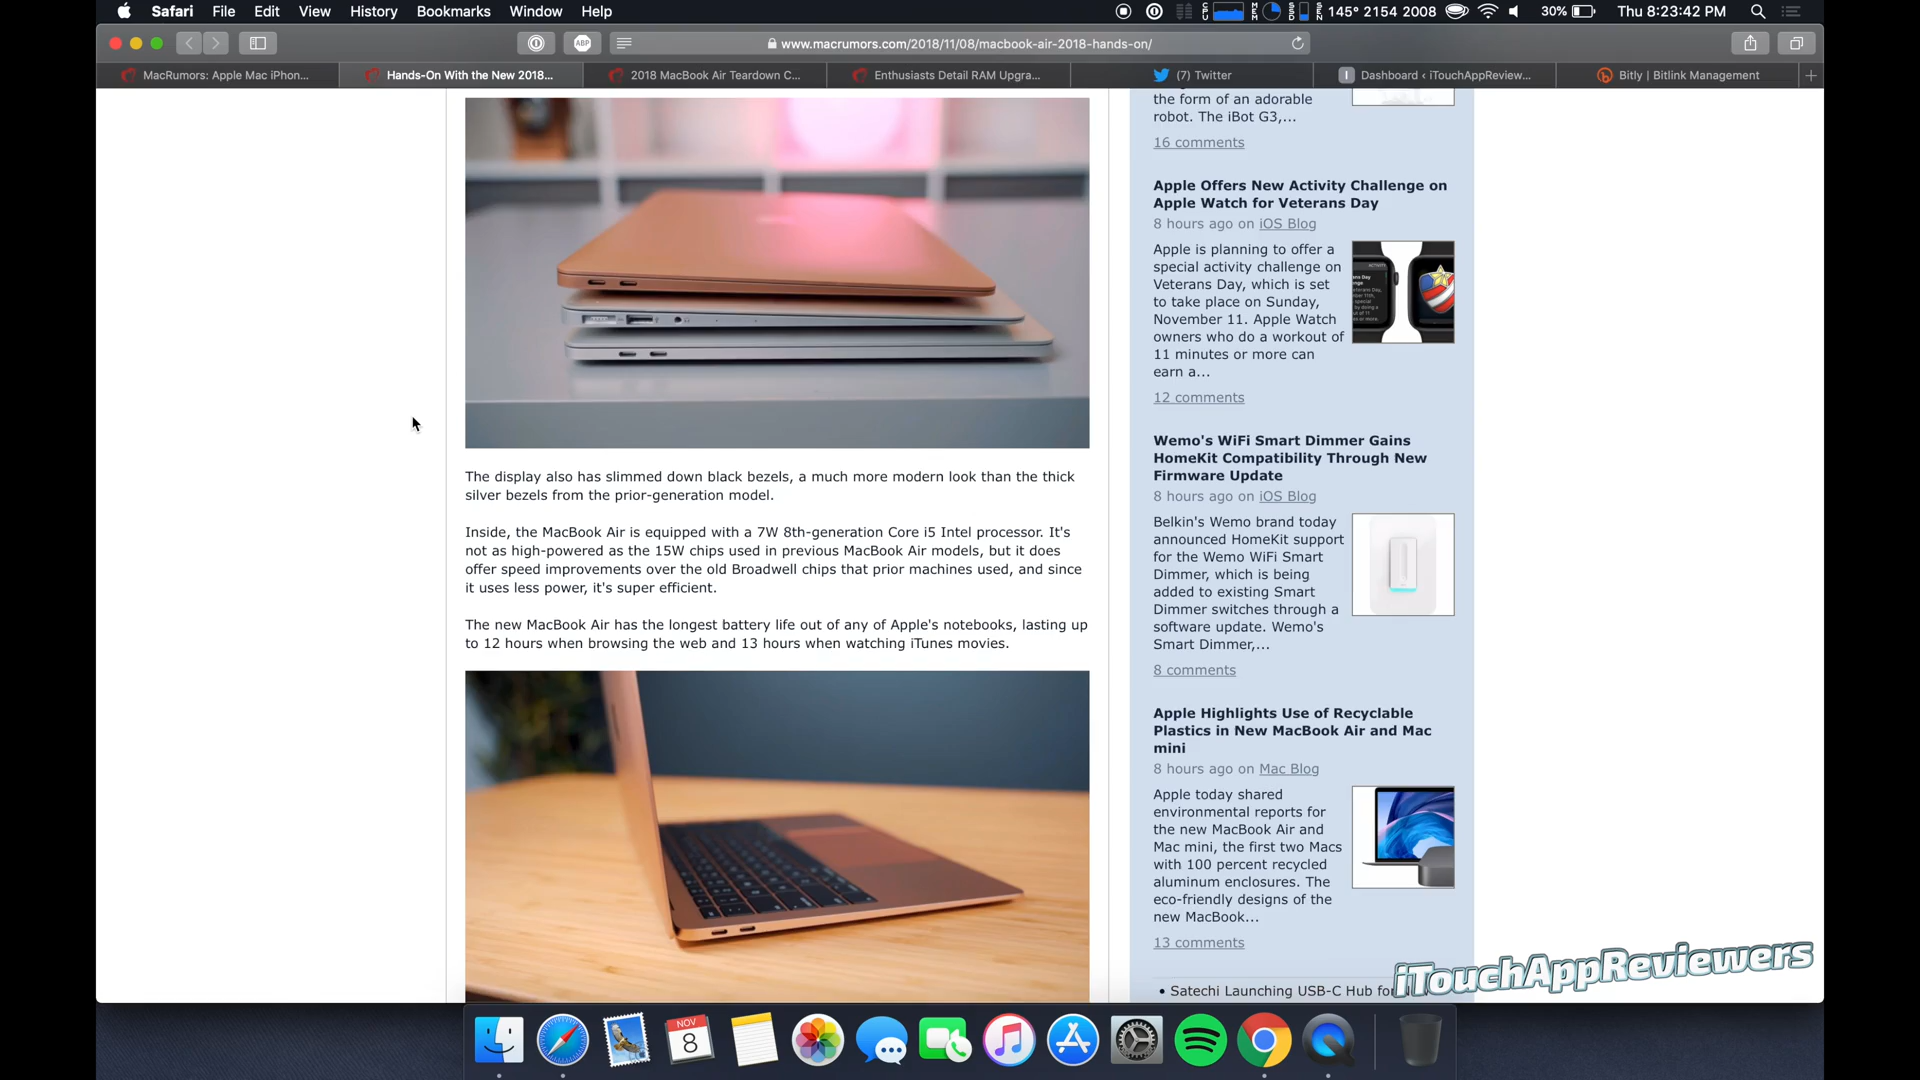 Safari File Edit View History Bookmarks Window Help
145° 2154 2008 30% Thu 8:23:42 PM
www.macrumors.com/2018/11/08/macbook-air-2018-hands-on/
MacRumors: Apple Mac iPhon...
Hands-On With the New 2018...
2018 MacBook Air Teardown C...
Enthusiasts Detail RAM Upgra...
(7) Twitter
Dashboard ‹ iTouchAppReview...
Bitly | Bitlink Management
The display also has slimmed down black bezels, a much more modern look than the thick
silver bezels from the prior-generation model.
Inside, the MacBook Air is equipped with a 7W 8th-generation Core i5 Intel processor. It's
not as high-powered as the 15W chips used in previous MacBook Air models, but it does
offer speed improvements over the old Broadwell chips that prior machines used, and since
it uses less power, it's super efficient.
The new MacBook Air has the longest battery life out of any of Apple's notebooks, lasting up
to 12 hours when browsing the web and 13 hours when watching iTunes movies.
the form of an adorable
robot. The iBot G3,...
16 comments
Apple Offers New Activity Challenge on
Apple Watch for Veterans Day
8 hours ago on iOS Blog
Apple is planning to offer a
special activity challenge on
Veterans Day, which is set
to take place on Sunday,
November 11. Apple Watch
owners who do a workout of
11 minutes or more can
earn a...
12 comments
Wemo's WiFi Smart Dimmer Gains
HomeKit Compatibility Through New
Firmware Update
8 hours ago on iOS Blog
Belkin's Wemo brand today
announced HomeKit support
for the Wemo WiFi Smart
Dimmer, which is being
added to existing Smart
Dimmer switches through a
software update. Wemo's
Smart Dimmer,...
8 comments
Apple Highlights Use of Recyclable
Plastics in New MacBook Air and Mac
mini
8 hours ago on Mac Blog
Apple today shared
environmental reports for
the new MacBook Air and
Mac mini, the first two Macs
with 100 percent recycled
aluminum enclosures. The
eco-friendly designs of the
new MacBook...
13 comments
• Satechi Launching USB-C Hub for
iTouchAppReviewers
NOV
8